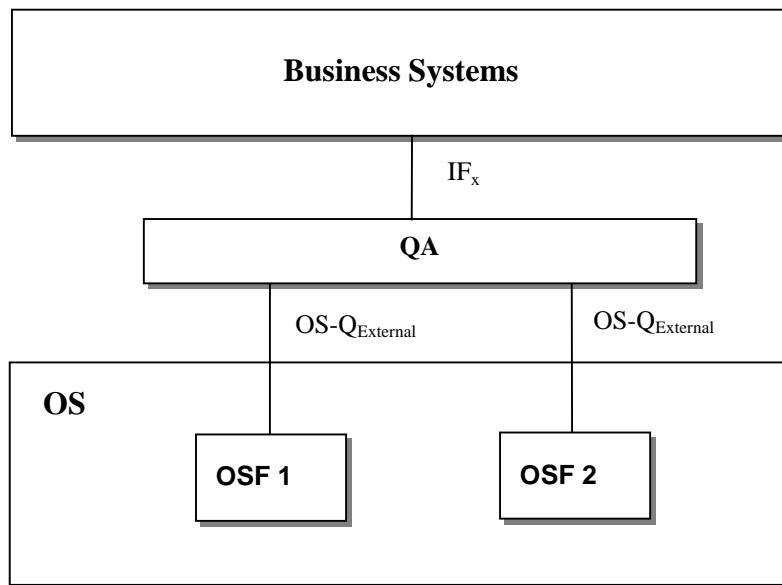 Business Systems
IFx
QA
OS-QExternal
OS-QExternal
OS
OSF 1
OSF 2